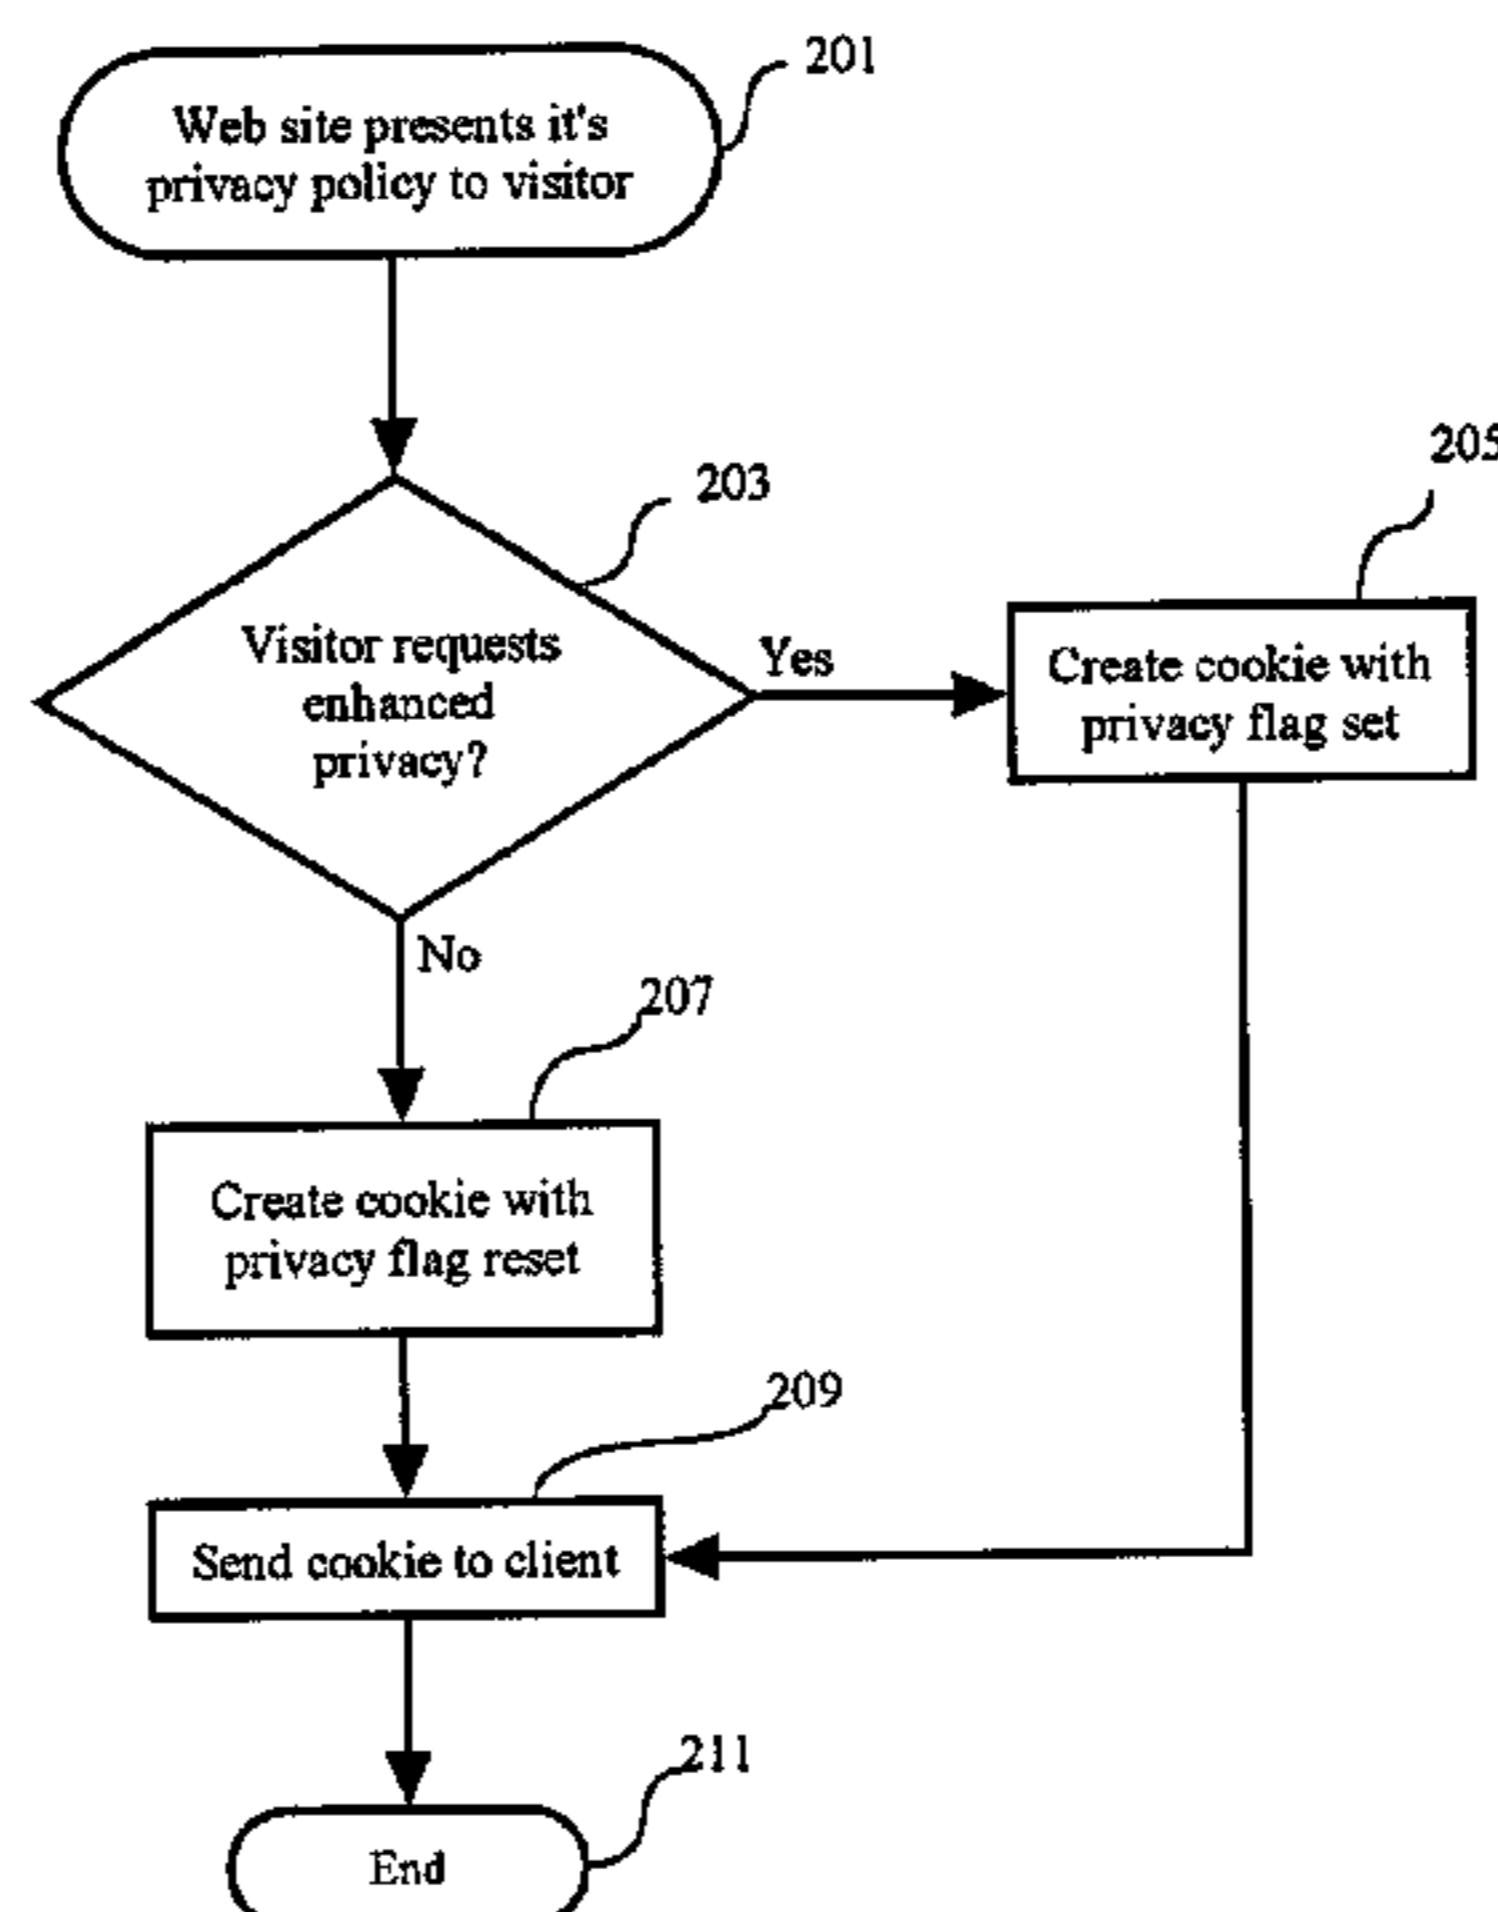 201
Web site presents it's
privacy policy to visitor
203
Visitor requests
enhanced
privacy?
Yes
205
Create cookie with
privacy flag set
No
207
Create cookie with
privacy flag reset
209
Send cookie to client
211
End